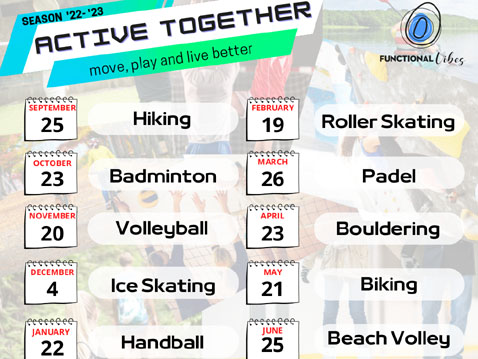 SEASON '22-'23
ACTIVE TOGETHER
move, play and live better
FUNCTIONAL Vibes
SEPTEMBER
25
Hiking
OCTOBER
23
Badminton
NOVEMBER
20
Volleyball
DECEMBER
4
Ice Skating
JANUARY
22
Handball
FEBRUARY
19
Roller Skating
MARCH
26
Padel
APRIL
23
Bouldering
MAY
21
Biking
JUNE
25
Beach Volley